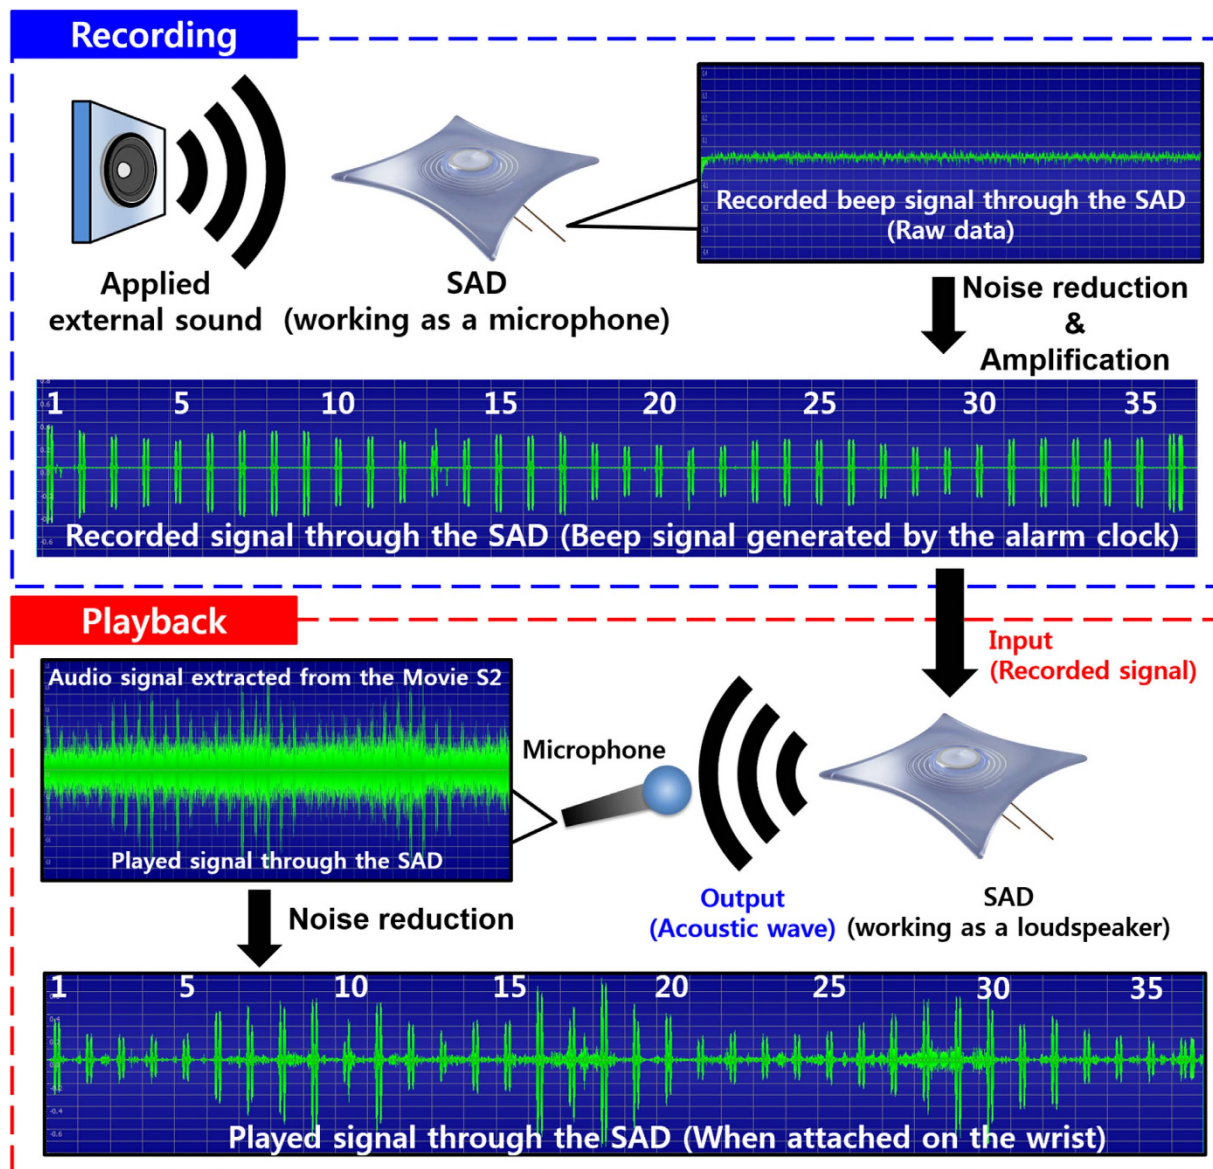 Recording
Recorded beep signal through the SAD
(Raw data)
Applied
external sound
SAD
(working as a microphone)
Noise reduction
&
Amplification
1 5 10 15 20 25 30 35
Recorded signal through the SAD (Beep signal generated by the alarm clock)
Playback
Input
(Recorded signal)
Audio signal extracted from the Movie S2
Played signal through the SAD
Microphone
Output
(Acoustic wave)
SAD
(working as a loudspeaker)
Noise reduction
1 5 10 15 20 25 30 35
Played signal through the SAD (When attached on the wrist)